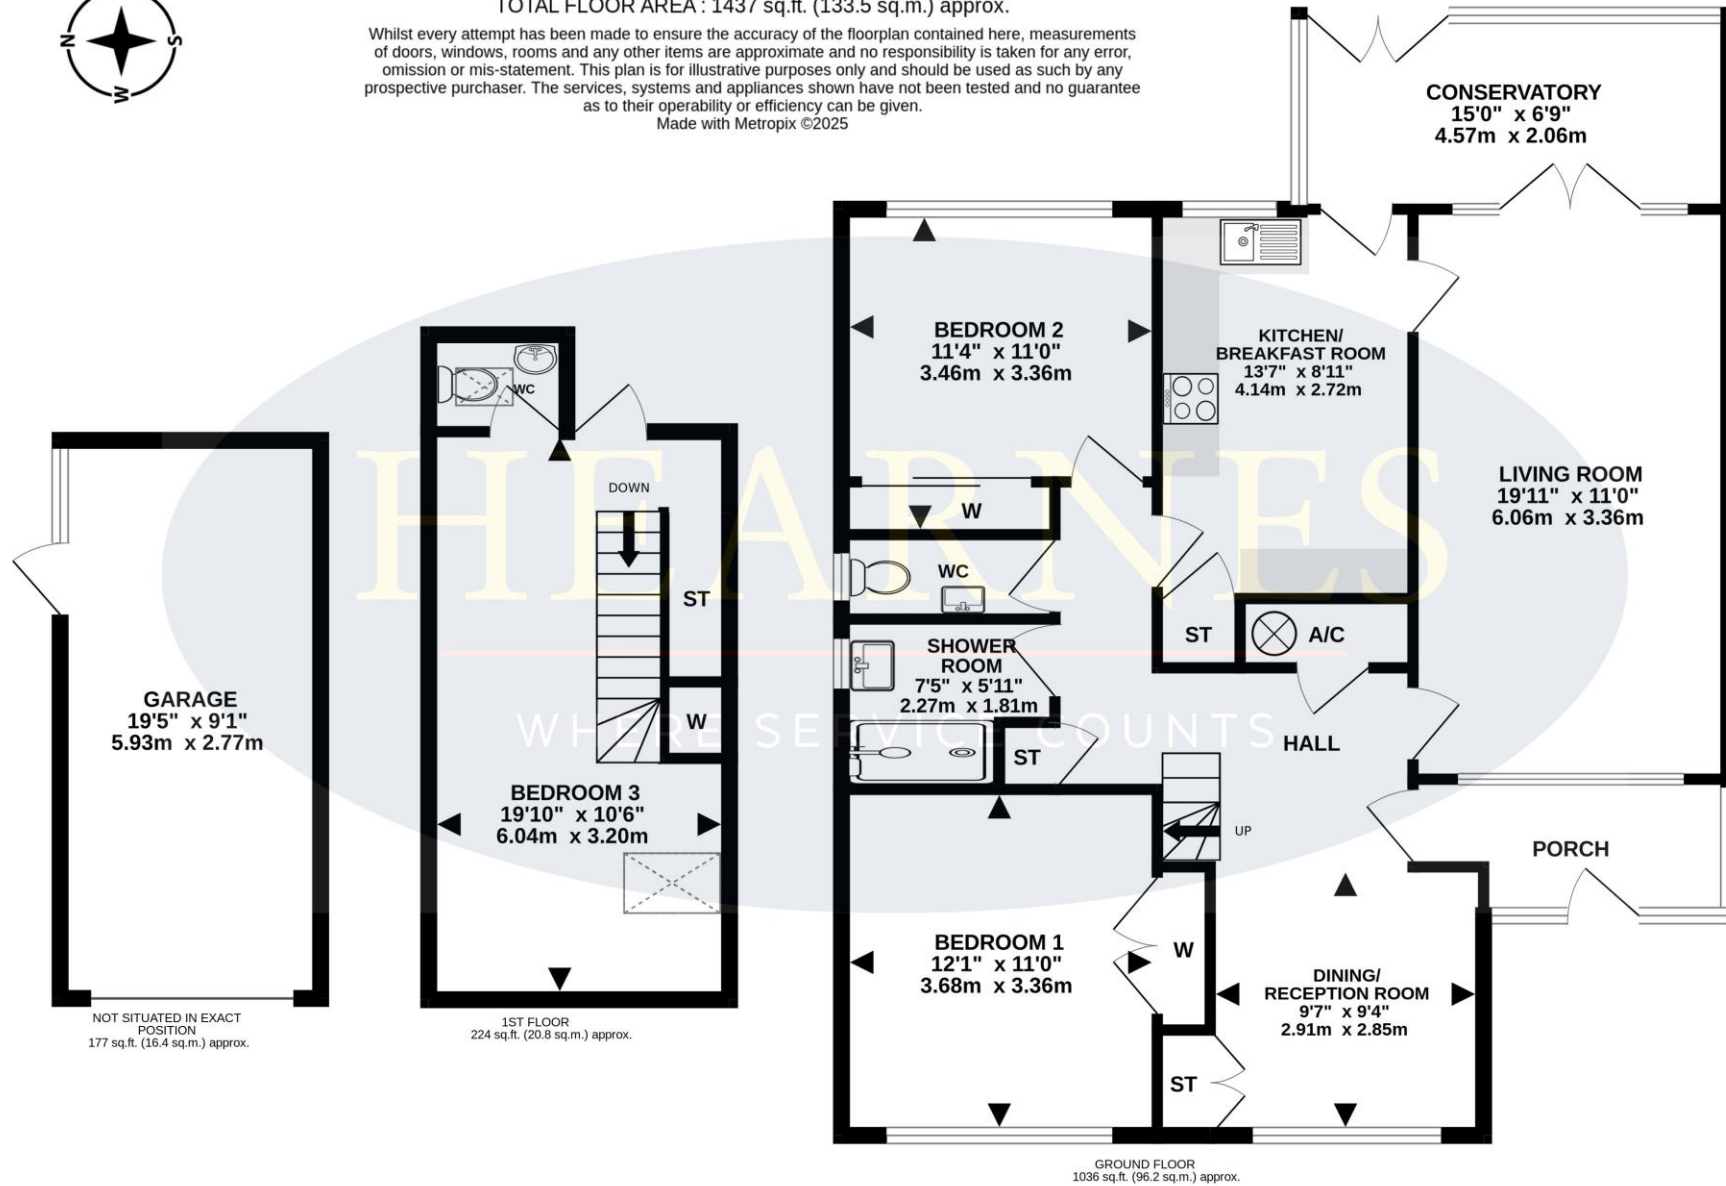 TOTAL FLOOR AREA : 1437 sq.ft. (133.5 sq.m.) approx.
Whilst every attempt has been made to ensure the accuracy of the floorplan contained here, measurements
of doors, windows, rooms and any other items are approximate and no responsibility is taken for any error,
omission or mis-statement. This plan is for illustrative purposes only and should be used as such by any
prospective purchaser. The services, systems and appliances shown have not been tested and no guarantee
as to their operability or efficiency can be given.
Made with Metropix ©2025
N
S
W
CONSERVATORY
15'0" x 6'9"
4.57m x 2.06m
BEDROOM 2
11'4" x 11'0"
3.46m x 3.36m
KITCHEN/
BREAKFAST ROOM
13'7" x 8'11"
4.14m x 2.72m
LIVING ROOM
19'11" x 11'0"
6.06m x 3.36m
WC
DOWN
W
HEARNES
WC
ST
ST
A/C
SHOWER
ROOM
7'5" x 5'11"
2.27m x 1.81m
GARAGE
19'5" x 9'1"
5.93m x 2.77m
W
WHERE SERVICE COUNTS
ST
HALL
BEDROOM 3
19'10" x 10'6"
6.04m x 3.20m
UP
PORCH
BEDROOM 1
12'1" x 11'0"
3.68m x 3.36m
W
DINING/
RECEPTION ROOM
9'7" x 9'4"
2.91m x 2.85m
ST
NOT SITUATED IN EXACT
POSITION
177 sq.ft. (16.4 sq.m.) approx.
1ST FLOOR
224 sq.ft. (20.8 sq.m.) approx.
GROUND FLOOR
1036 sq.ft. (96.2 sq.m.) approx.